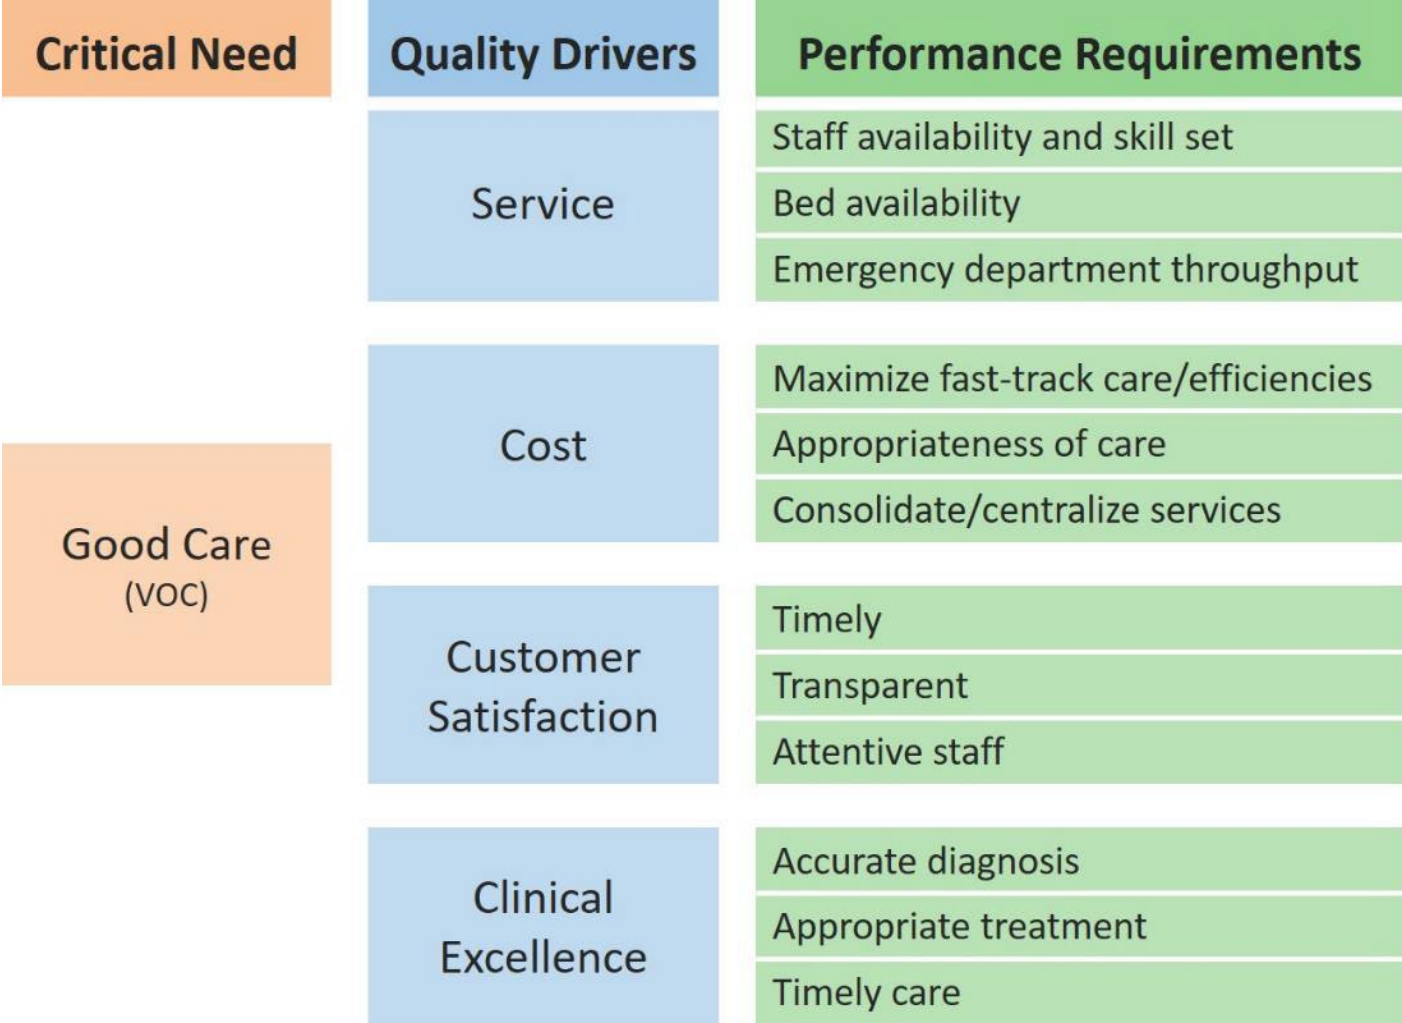 Critical Need
Quality Drivers
Performance Requirements
Good Care
(VOC)
Service
Staff availability and skill set
Bed availability
Emergency department throughput
Cost
Maximize fast-track care/efficiencies
Appropriateness of care
Consolidate/centralize services
Customer
Satisfaction
Timely
Transparent
Attentive staff
Clinical
Excellence
Accurate diagnosis
Appropriate treatment
Timely care